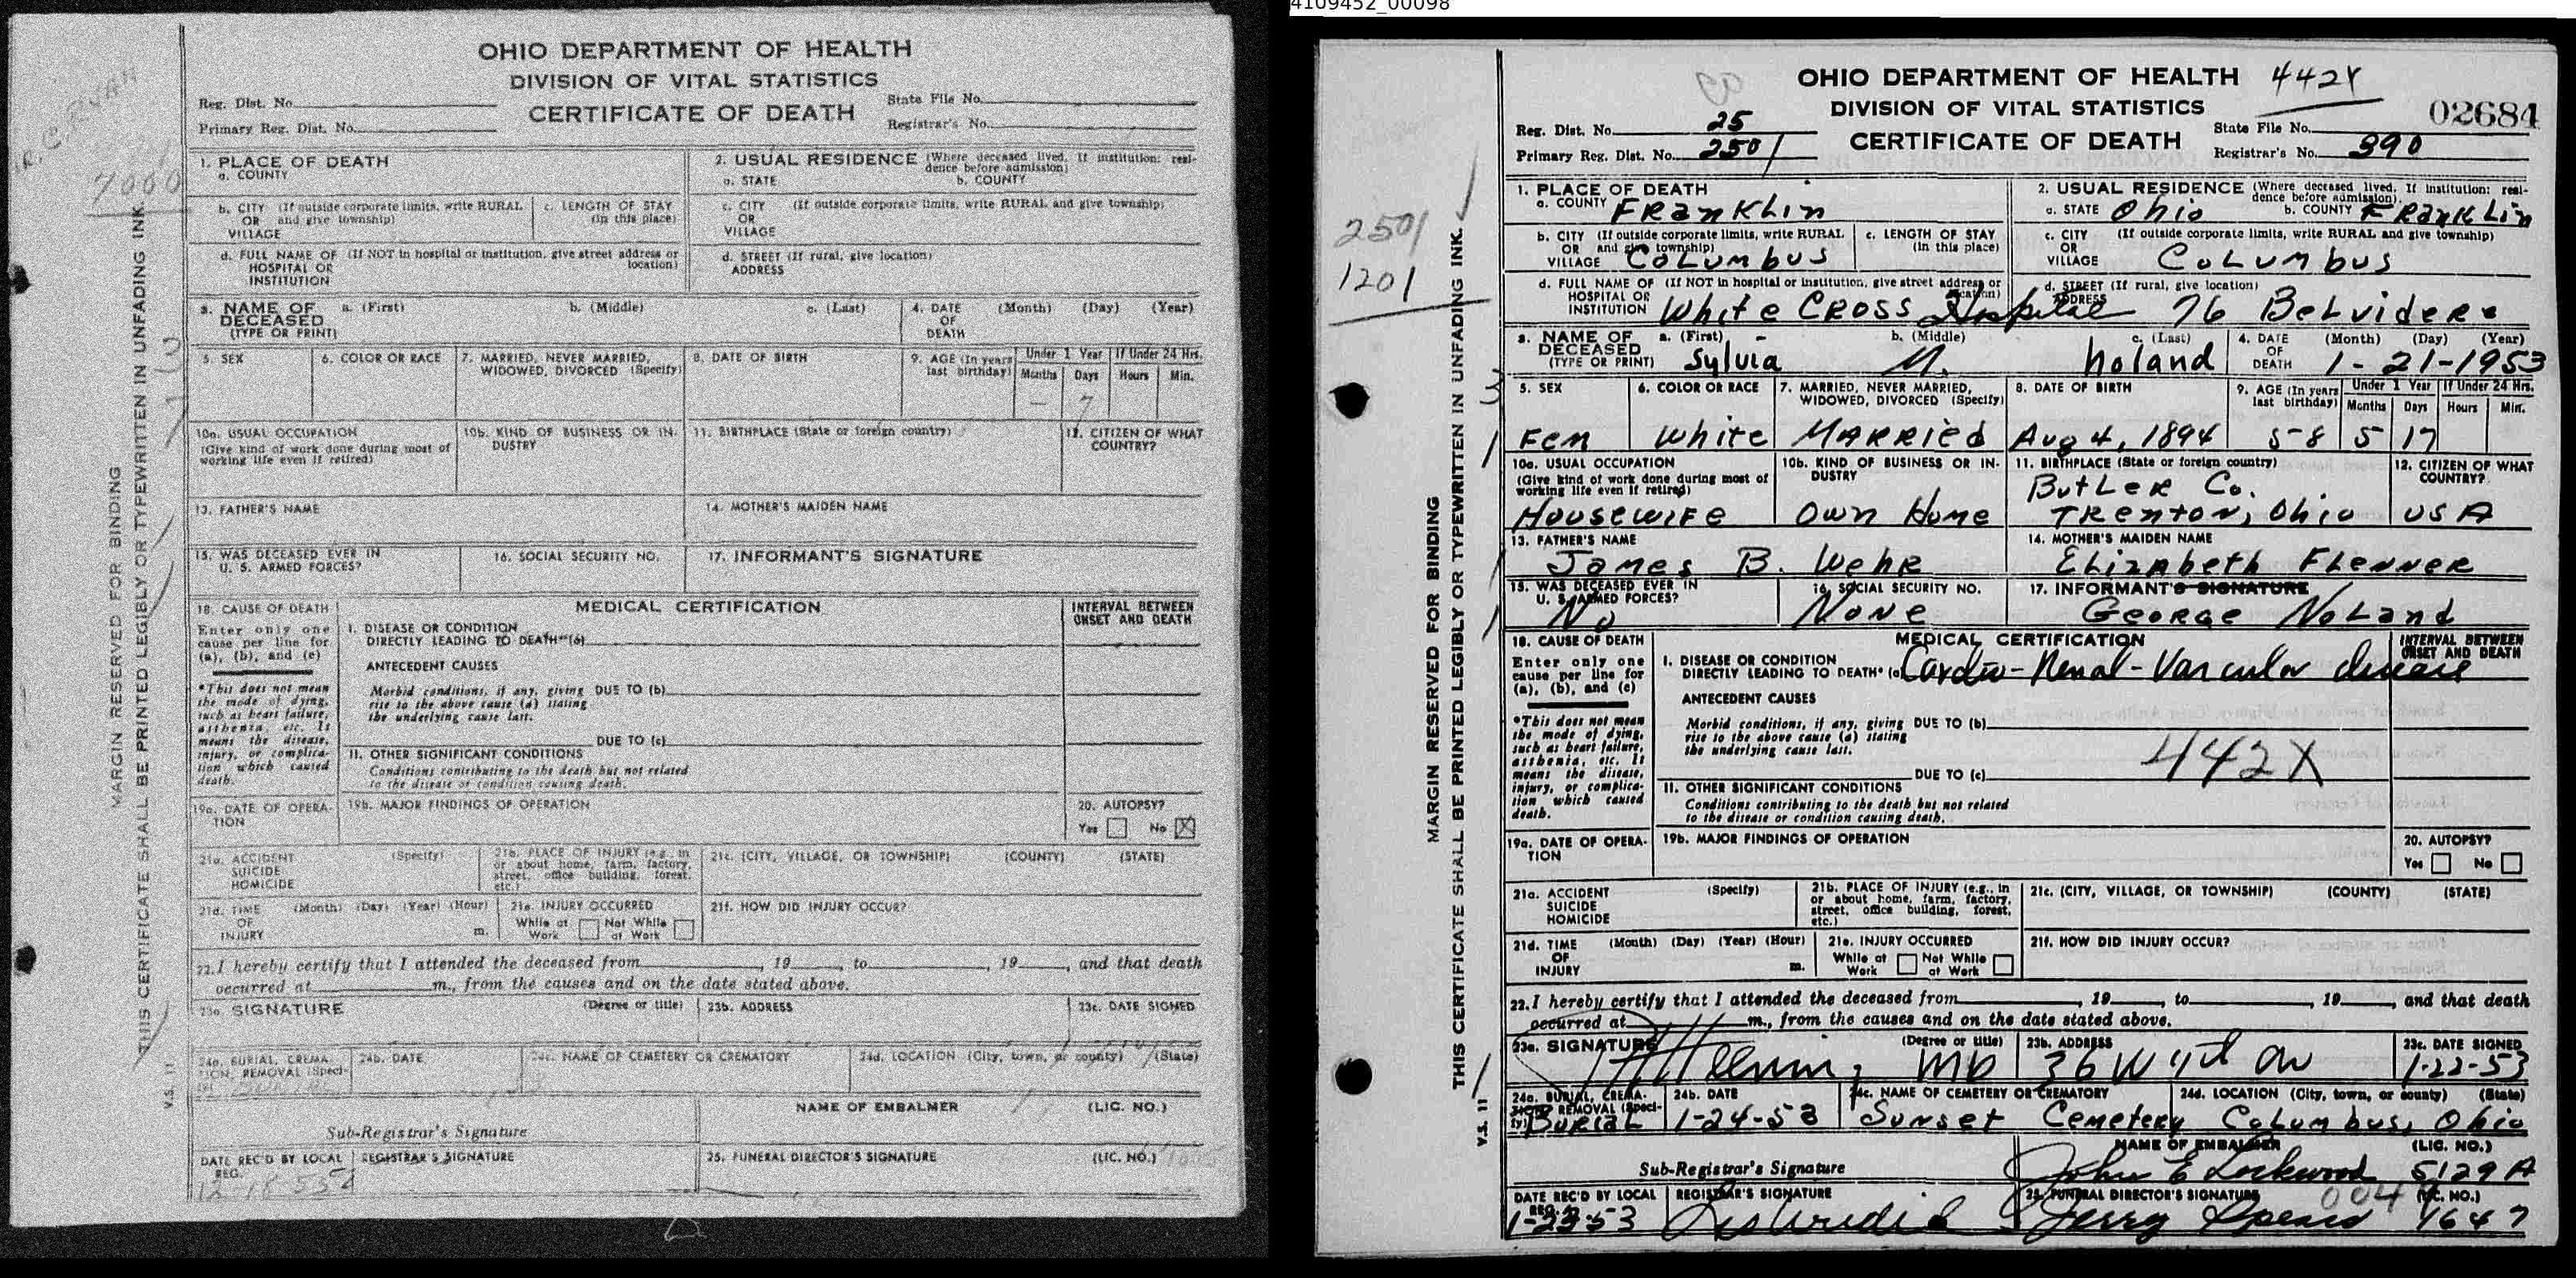 OHIO DEPARTMENT OF HEALTH
DIVISION OF VITAL STATISTICS
CERTIFICATE OF DEATH
Reg. Dist. No.
Primary Reg. Dist. No.
State File No.
Registrar's No.
7000
1. PLACE OF DEATH
a. COUNTY
2. USUAL RESIDENCE (Where deceased lived. If institution: resi-
dence before admission)
a. STATE b. COUNTY
b. CITY (If outside corporate limits, write RURAL
OR and give township)
VILLAGE
c. LENGTH OF STAY
(in this place)
c. CITY (If outside corporate limits, write RURAL and give township)
OR
VILLAGE
d. FULL NAME OF (If NOT in hospital or institution, give street address or
HOSPITAL OR location)
INSTITUTION
d. STREET (If rural, give location)
ADDRESS
3. NAME OF a. (First) b. (Middle) c. (Last)
DECEASED
(TYPE OR PRINT)
4. DATE (Month) (Day) (Year)
OF
DEATH
5. SEX
6. COLOR OR RACE
7. MARRIED, NEVER MARRIED,
WIDOWED, DIVORCED (Specify)
8. DATE OF BIRTH
9. AGE (In years
last birthday)
Under 1 Year If Under 24 Hrs.
Months Days Hours Min.
— 7
10a. USUAL OCCUPATION
(Give kind of work done during most of
working life even if retired)
10b. KIND OF BUSINESS OR IN-
DUSTRY
11. BIRTHPLACE (State or foreign country)
12. CITIZEN OF WHAT
COUNTRY?
13. FATHER'S NAME
14. MOTHER'S MAIDEN NAME
15. WAS DECEASED EVER IN
U. S. ARMED FORCES?
16. SOCIAL SECURITY NO.
17. INFORMANT'S SIGNATURE
18. CAUSE OF DEATH
Enter only one
cause per line for
(a), (b), and (c)
*This does not mean
the mode of dying,
such as heart failure,
asthenia, etc. It
means the disease,
injury, or complica-
tion which caused
death.
MEDICAL CERTIFICATION
INTERVAL BETWEEN
ONSET AND DEATH
I. DISEASE OR CONDITION
DIRECTLY LEADING TO DEATH*(a)
ANTECEDENT CAUSES
Morbid conditions, if any, giving DUE TO (b)
rise to the above cause (a) stating
the underlying cause last.
DUE TO (c)
II. OTHER SIGNIFICANT CONDITIONS
Conditions contributing to the death but not related
to the disease or condition causing death.
19a. DATE OF OPERA-
TION
19b. MAJOR FINDINGS OF OPERATION
20. AUTOPSY?
Yes No
21a. ACCIDENT (Specify)
SUICIDE
HOMICIDE
21b. PLACE OF INJURY (e.g., in
or about home, farm, factory,
street, office building, forest,
etc.)
21c. (CITY, VILLAGE, OR TOWNSHIP) (COUNTY) (STATE)
21d. TIME (Month) (Day) (Year) (Hour)
OF
INJURY m.
21e. INJURY OCCURRED
While at Not While
Work at Work
21f. HOW DID INJURY OCCUR?
22. I hereby certify that I attended the deceased from , 19 , to , 19 , and that death
occurred at m., from the causes and on the date stated above.
23a. SIGNATURE (Degree or title)
23b. ADDRESS
23c. DATE SIGNED
24a. BURIAL, CREMA-
TION, REMOVAL (Speci-
24b. DATE
24c. NAME OF CEMETERY OR CREMATORY
24d. LOCATION (City, town, or county) (State)
NAME OF EMBALMER (LIC. NO.)
Sub-Registrar's Signature
DATE REC'D BY LOCAL
REG.
REGISTRAR'S SIGNATURE
25. FUNERAL DIRECTOR'S SIGNATURE (LIC. NO.)
MARGIN RESERVED FOR BINDING
THIS CERTIFICATE SHALL BE PRINTED LEGIBLY OR TYPEWRITTEN IN UNFADING INK.
V.S. 11
4109452_00098
OHIO DEPARTMENT OF HEALTH
DIVISION OF VITAL STATISTICS
CERTIFICATE OF DEATH
442X
02684
Reg. Dist. No. 25
Primary Reg. Dist. No. 2501
State File No.
Registrar's No. 390
2501
1201
1. PLACE OF DEATH
a. COUNTY FRanKLin
2. USUAL RESIDENCE (Where deceased lived. If institution: resi-
dence before admission).
a. STATE Ohio b. COUNTY FRanKLin
b. CITY (If outside corporate limits, write RURAL
OR and give township)
VILLAGE CoLumbus
c. LENGTH OF STAY
(in this place)
c. CITY (If outside corporate limits, write RURAL and give township)
OR
VILLAGE CoLumbus
d. FULL NAME OF (If NOT in hospital or institution, give street address or
HOSPITAL OR location)
INSTITUTION White CROSS Hospital
d. STREET (If rural, give location)
ADDRESS 76 BeLvidere
3. NAME OF a. (First) b. (Middle) c. (Last)
DECEASED
(TYPE OR PRINT) Sylvia M. Noland
4. DATE (Month) (Day) (Year)
OF
DEATH 1-21-1953
5. SEX
Fem
6. COLOR OR RACE
White
7. MARRIED, NEVER MARRIED,
WIDOWED, DIVORCED (Specify)
MARRied
8. DATE OF BIRTH
Aug 4, 1894
9. AGE (In years
last birthday)
Under 1 Year If Under 24 Hrs.
Months Days Hours Min.
58 5 17
10a. USUAL OCCUPATION
(Give kind of work done during most of
working life even if retired)
HousewiFe
10b. KIND OF BUSINESS OR IN-
DUSTRY
Own Home
11. BIRTHPLACE (State or foreign country)
ButLeR Co.
TRenton, Ohio
12. CITIZEN OF WHAT
COUNTRY?
USA
13. FATHER'S NAME
James B. WehR
14. MOTHER'S MAIDEN NAME
ELizAbeth FLenneR
15. WAS DECEASED EVER IN
U. S. ARMED FORCES?
No
16. SOCIAL SECURITY NO.
None
17. INFORMANT'S SIGNATURE
GeoRge NoLand
18. CAUSE OF DEATH
Enter only one
cause per line for
(a), (b), and (c)
*This does not mean
the mode of dying,
such as heart failure,
asthenia, etc. It
means the disease,
injury, or complica-
tion which caused
death.
MEDICAL CERTIFICATION
INTERVAL BETWEEN
ONSET AND DEATH
I. DISEASE OR CONDITION
DIRECTLY LEADING TO DEATH* (a) Cardio-Renal-Vascular disease
ANTECEDENT CAUSES
Morbid conditions, if any, giving DUE TO (b)
rise to the above cause (a) stating
the underlying cause last.
442X
DUE TO (c)
II. OTHER SIGNIFICANT CONDITIONS
Conditions contributing to the death but not related
to the disease or condition causing death.
19a. DATE OF OPERA-
TION
19b. MAJOR FINDINGS OF OPERATION
20. AUTOPSY?
Yes No
21a. ACCIDENT (Specify)
SUICIDE
HOMICIDE
21b. PLACE OF INJURY (e.g., in
or about home, farm, factory,
street, office building, forest,
etc.)
21c. (CITY, VILLAGE, OR TOWNSHIP) (COUNTY) (STATE)
21d. TIME (Month) (Day) (Year) (Hour)
OF
INJURY m.
21e. INJURY OCCURRED
While at Not While
Work at Work
21f. HOW DID INJURY OCCUR?
22. I hereby certify that I attended the deceased from , 19 , to , 19 , and that death
occurred at m., from the causes and on the date stated above.
23a. SIGNATURE (Degree or title)
MD
23b. ADDRESS
36 W
23c. DATE SIGNED
1-22-53
24a. BURIAL, CREMA-
TION, REMOVAL (Speci-
fy) BuRiaL
24b. DATE
1-24-53
24c. NAME OF CEMETERY OR CREMATORY
Sunset Cemetery
24d. LOCATION (City, town, or county) (State)
CoLumbus, Ohio
NAME OF EMBALMER (LIC. NO.)
John E Lockwood 5129A
Sub-Registrar's Signature
DATE REC'D BY LOCAL
REG.
1-23-53
REGISTRAR'S SIGNATURE
25. FUNERAL DIRECTOR'S SIGNATURE (LIC. NO.)
Jerry Spears 1647
MARGIN RESERVED FOR BINDING
THIS CERTIFICATE SHALL BE PRINTED LEGIBLY OR TYPEWRITTEN IN UNFADING INK.
V.S. 11